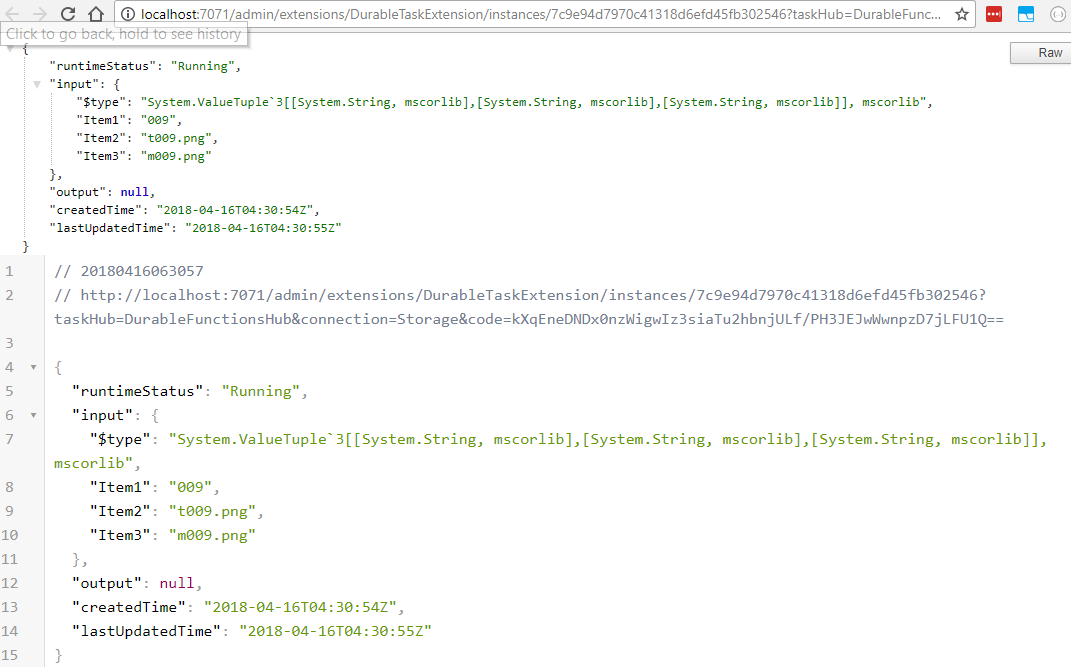 localhost:7071/admin/extensions/DurableTaskExtension/instances/7c9e94d7970c41318d6efd45fb302546?taskHub=DurableFunc...
Click to go back, hold to see history
Raw
{
"runtimeStatus": "Running",
"input": {
"$type": "System.ValueTuple`3[[System.String, mscorlib],[System.String, mscorlib],[System.String, mscorlib]], mscorlib",
"Item1": "009",
"Item2": "t009.png",
"Item3": "m009.png"
},
"output": null,
"createdTime": "2018-04-16T04:30:54Z",
"lastUpdatedTime": "2018-04-16T04:30:55Z"
}
1 // 20180416063057
2 // http://localhost:7071/admin/extensions/DurableTaskExtension/instances/7c9e94d7970c41318d6efd45fb302546?
taskHub=DurableFunctionsHub&connection=Storage&code=kXqEneDNDx0nzWigwIz3siaTu2hbnjULf/PH3JEJwWwnpzD7jLFU1Q==
3
4 {
5 "runtimeStatus": "Running",
6 "input": {
7 "$type": "System.ValueTuple`3[[System.String, mscorlib],[System.String, mscorlib],[System.String, mscorlib]],
mscorlib",
8 "Item1": "009",
9 "Item2": "t009.png",
10 "Item3": "m009.png"
11 },
12 "output": null,
13 "createdTime": "2018-04-16T04:30:54Z",
14 "lastUpdatedTime": "2018-04-16T04:30:55Z"
15 }